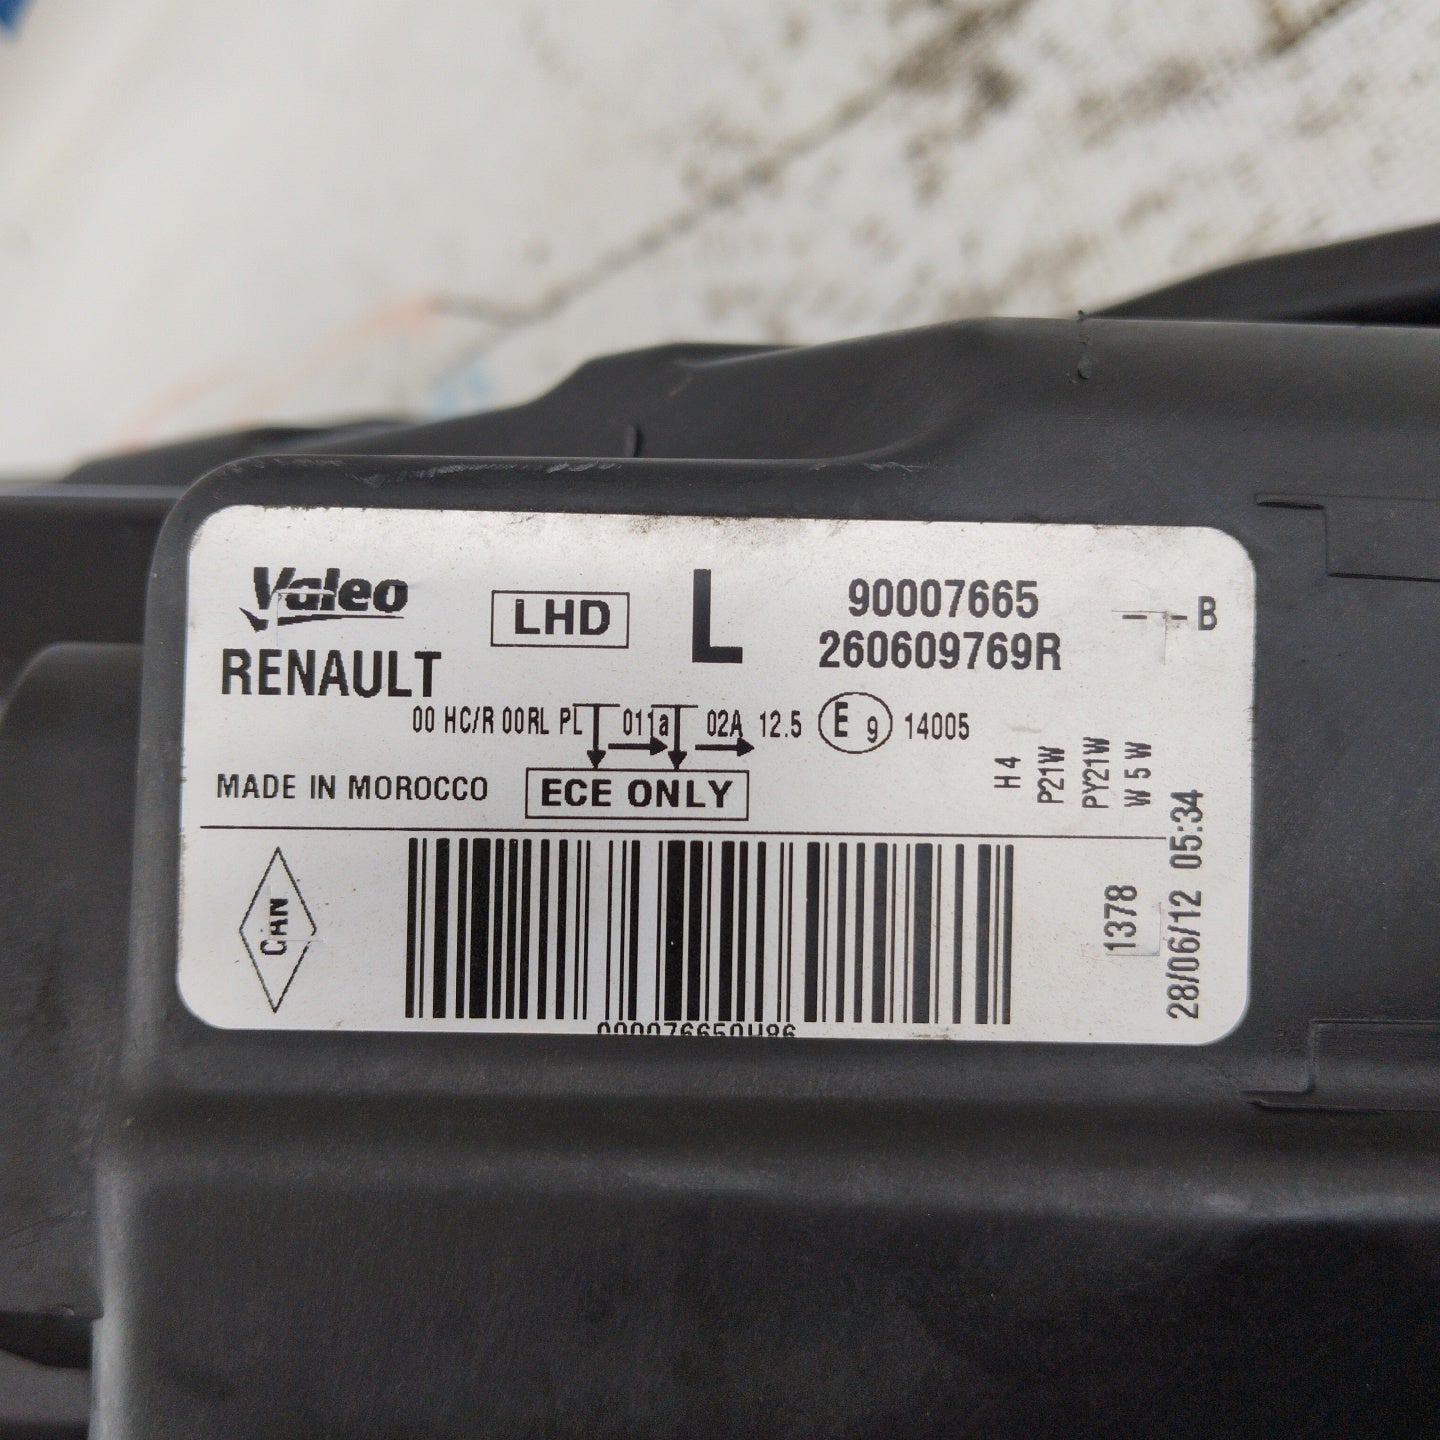 Valeo
RENAULT
LHD
L
90007665
260609769R
B
00 HC/R 00RL PL 011a 02A 12.5 E 9 14005
MADE IN MOROCCO
ECE ONLY
H4
P21W
PY21W
W5W
1378
28/06/12 05:34